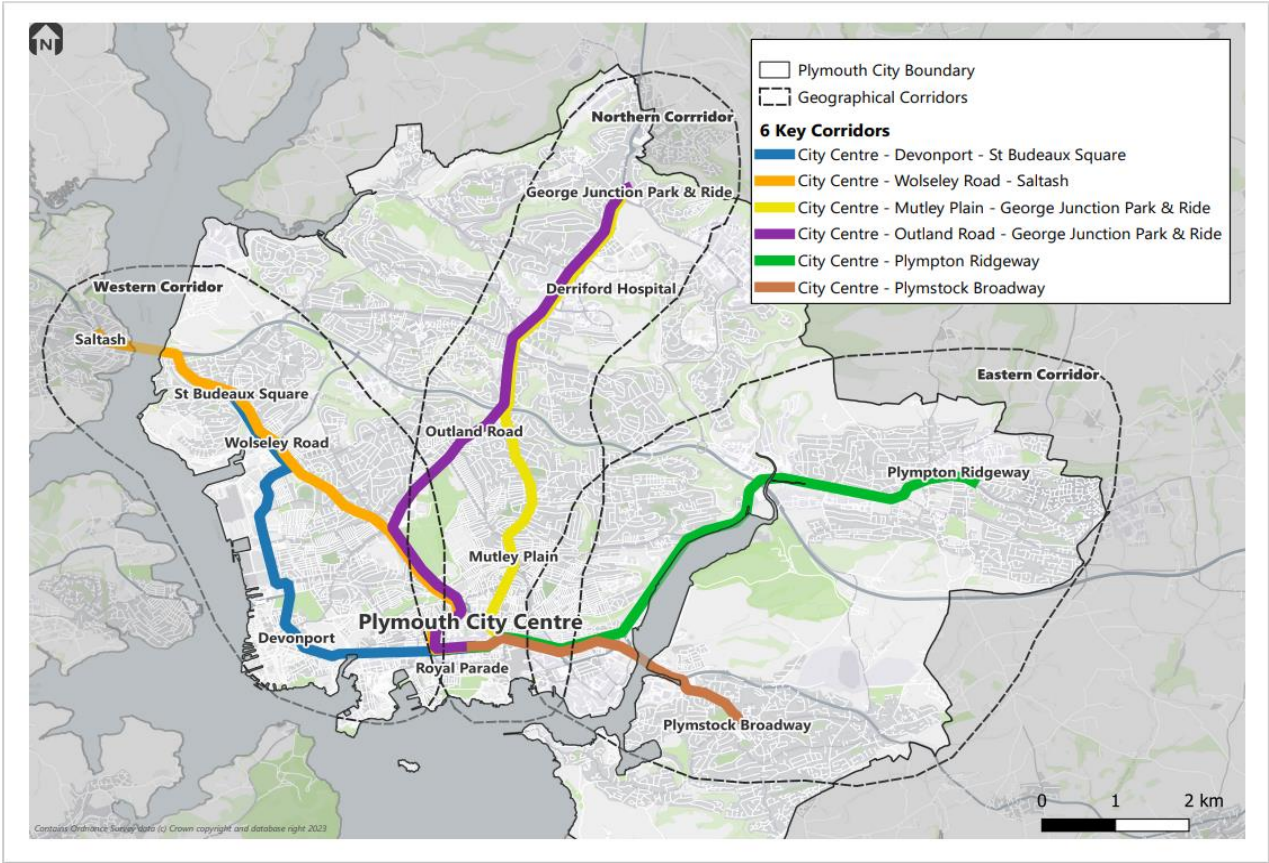 N
Plymouth City Boundary
Geographical Corridors
6 Key Corridors
City Centre - Devonport - St Budeaux Square
City Centre - Wolseley Road - Saltash
City Centre - Mutley Plain - George Junction Park & Ride
City Centre - Outland Road - George Junction Park & Ride
City Centre - Plympton Ridgeway
City Centre - Plymstock Broadway
Northern Corrridor
George Junction Park & Ride
Derriford Hospital
Western Corridor
Saltash
St Budeaux Square
Wolseley Road
Outland Road
Eastern Corridor
Plympton Ridgeway
Mutley Plain
Plymouth City Centre
Devonport
Royal Parade
Plymstock Broadway
0 1 2 km
Contains Ordnance Survey data (c) Crown copyright and database right 2023